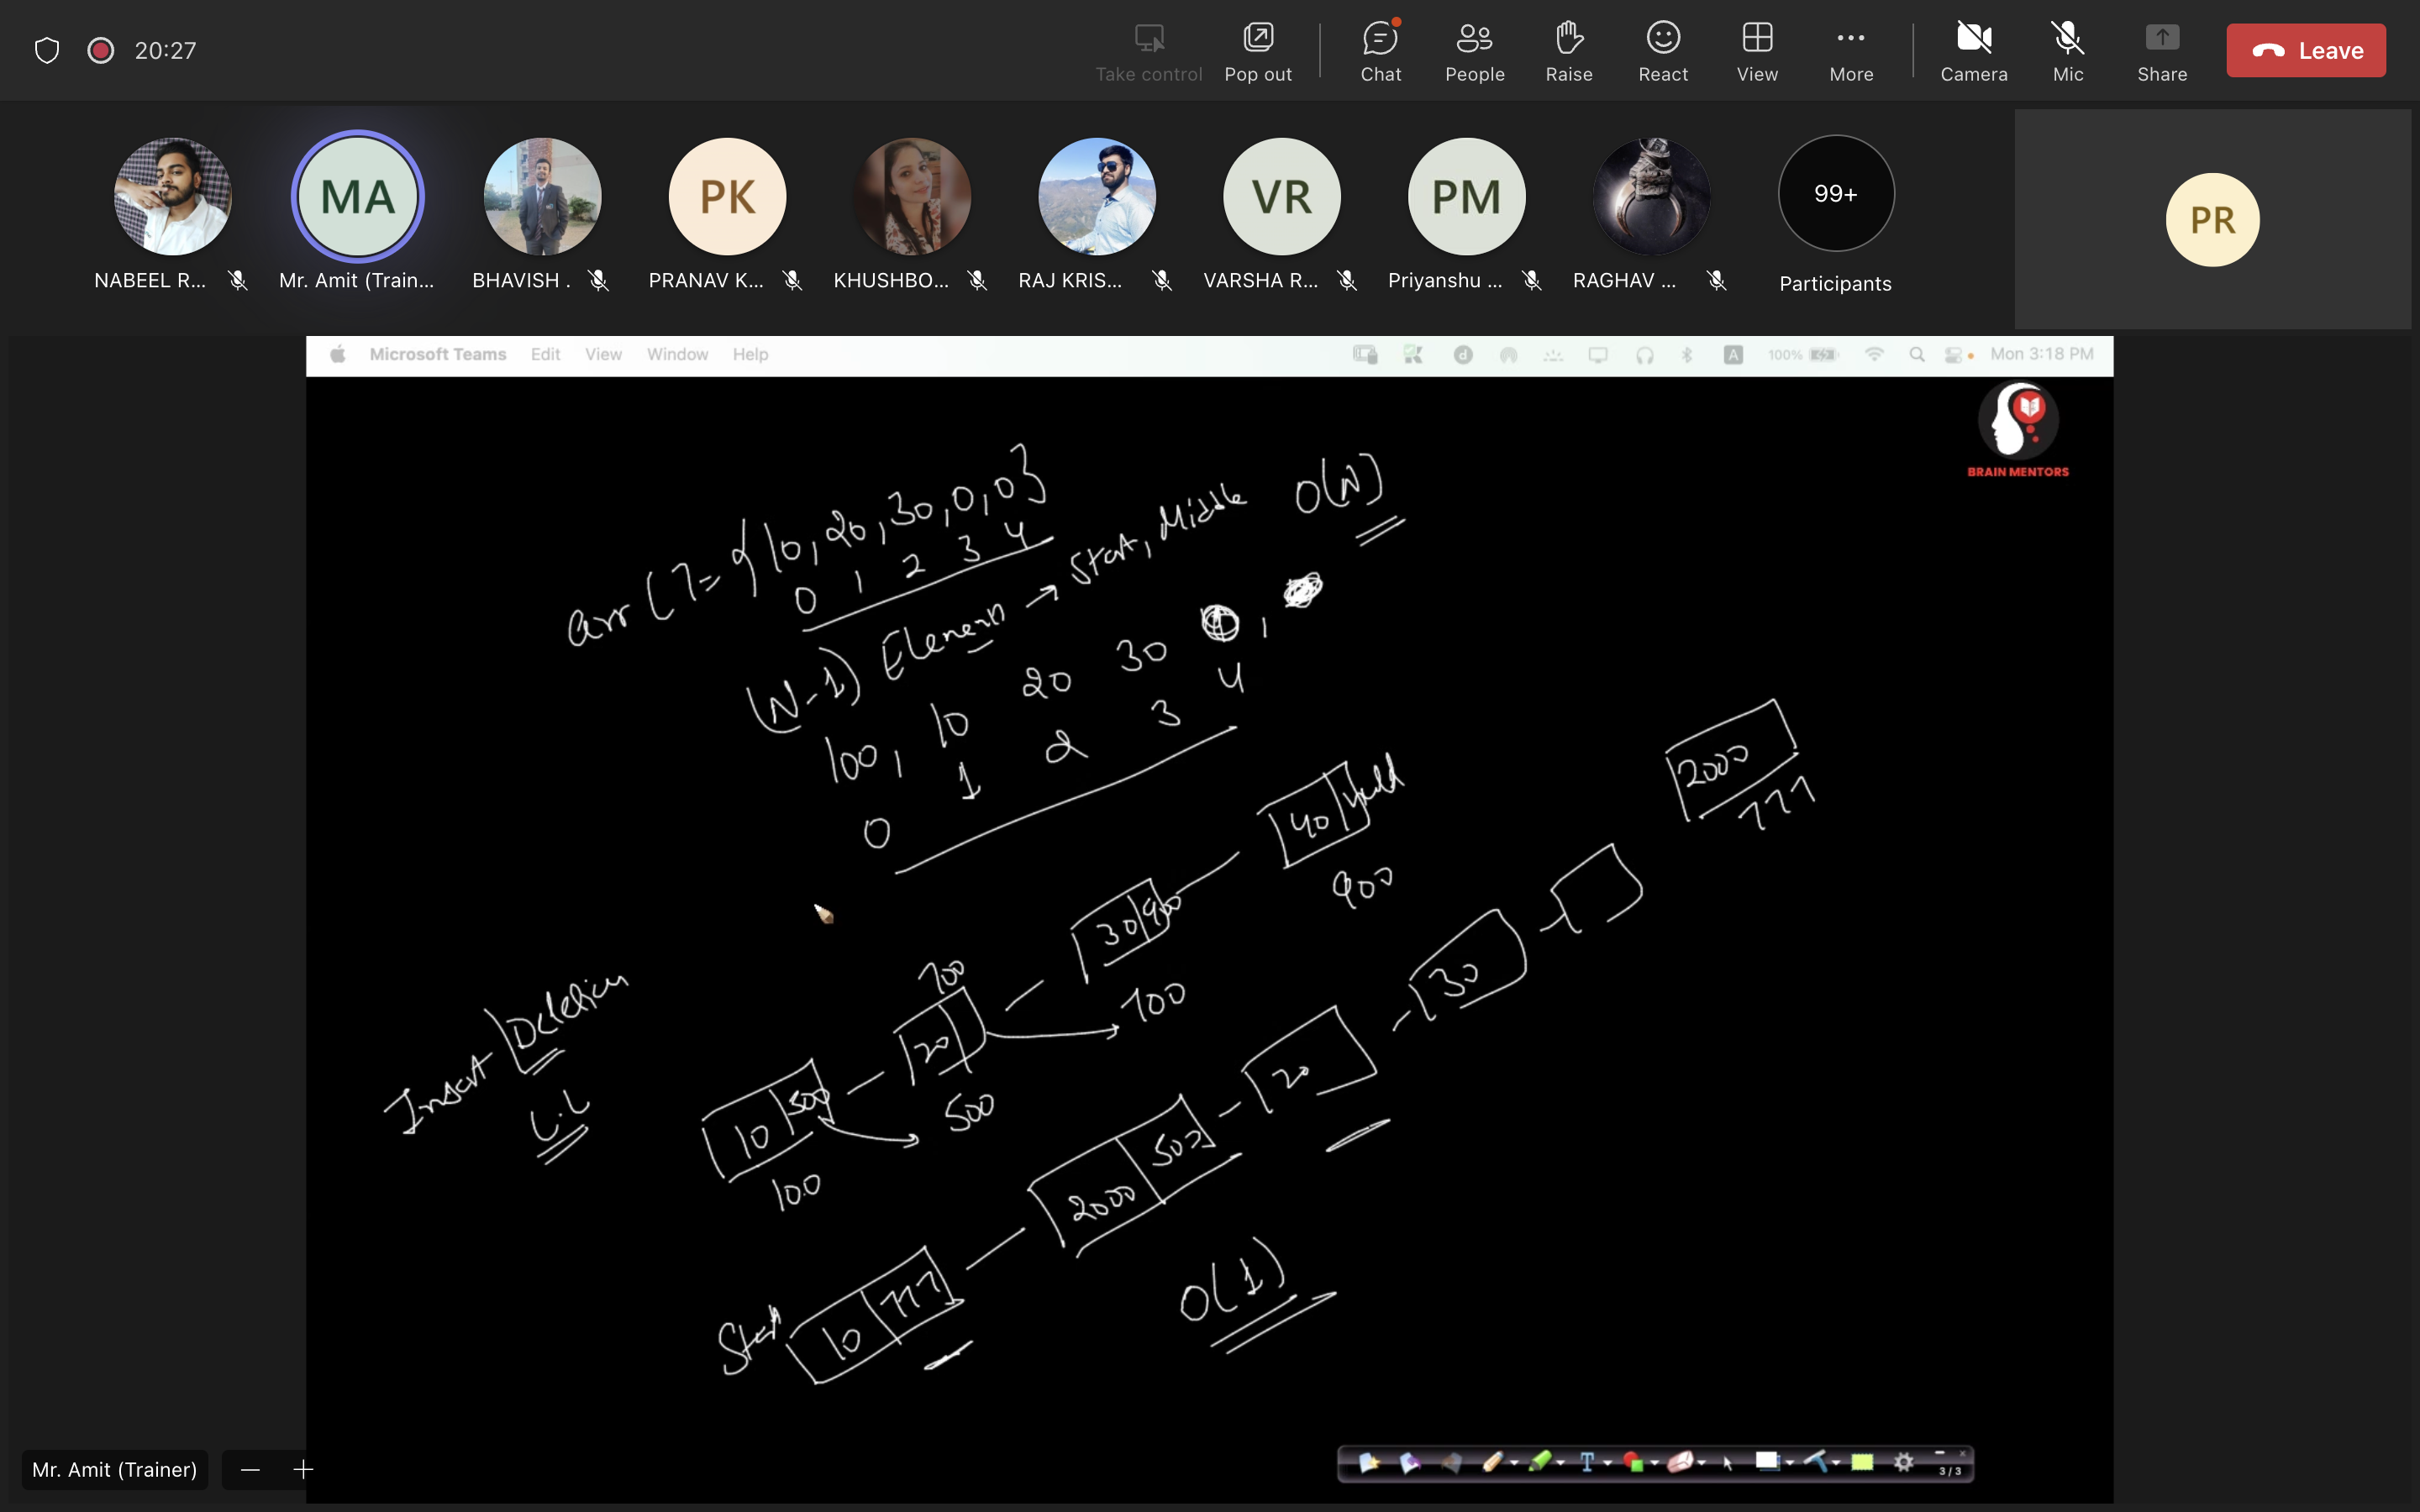 20:27
Take control
Pop out
Chat
People
Raise
React
View
More
Camera
Mic
Share
Leave
MA
PK
VR
PM
99+
PR
NABEEL R...
Mr. Amit (Train...
BHAVISH .
PRANAV K...
KHUSHBO...
RAJ KRIS...
VARSHA R...
Priyanshu ...
RAGHAV ...
Participants
Microsoft Teams Edit View Window Help
A 100% Mon 3:18 PM
BRAIN MENTORS
arr [ ] = {10, 20, 30, 0, 0}
0 1 2 3 4
(N-1) Element → Start, Middle O(N)
100, 10 20 30
0 1 2 3 4
10 500
100
20 700
500
30 900
700
40
900
2000
777
Insert Deletion
L.L
Start 10 777
2000 500
20
30
O(1)
Mr. Amit (Trainer)
T
3/3